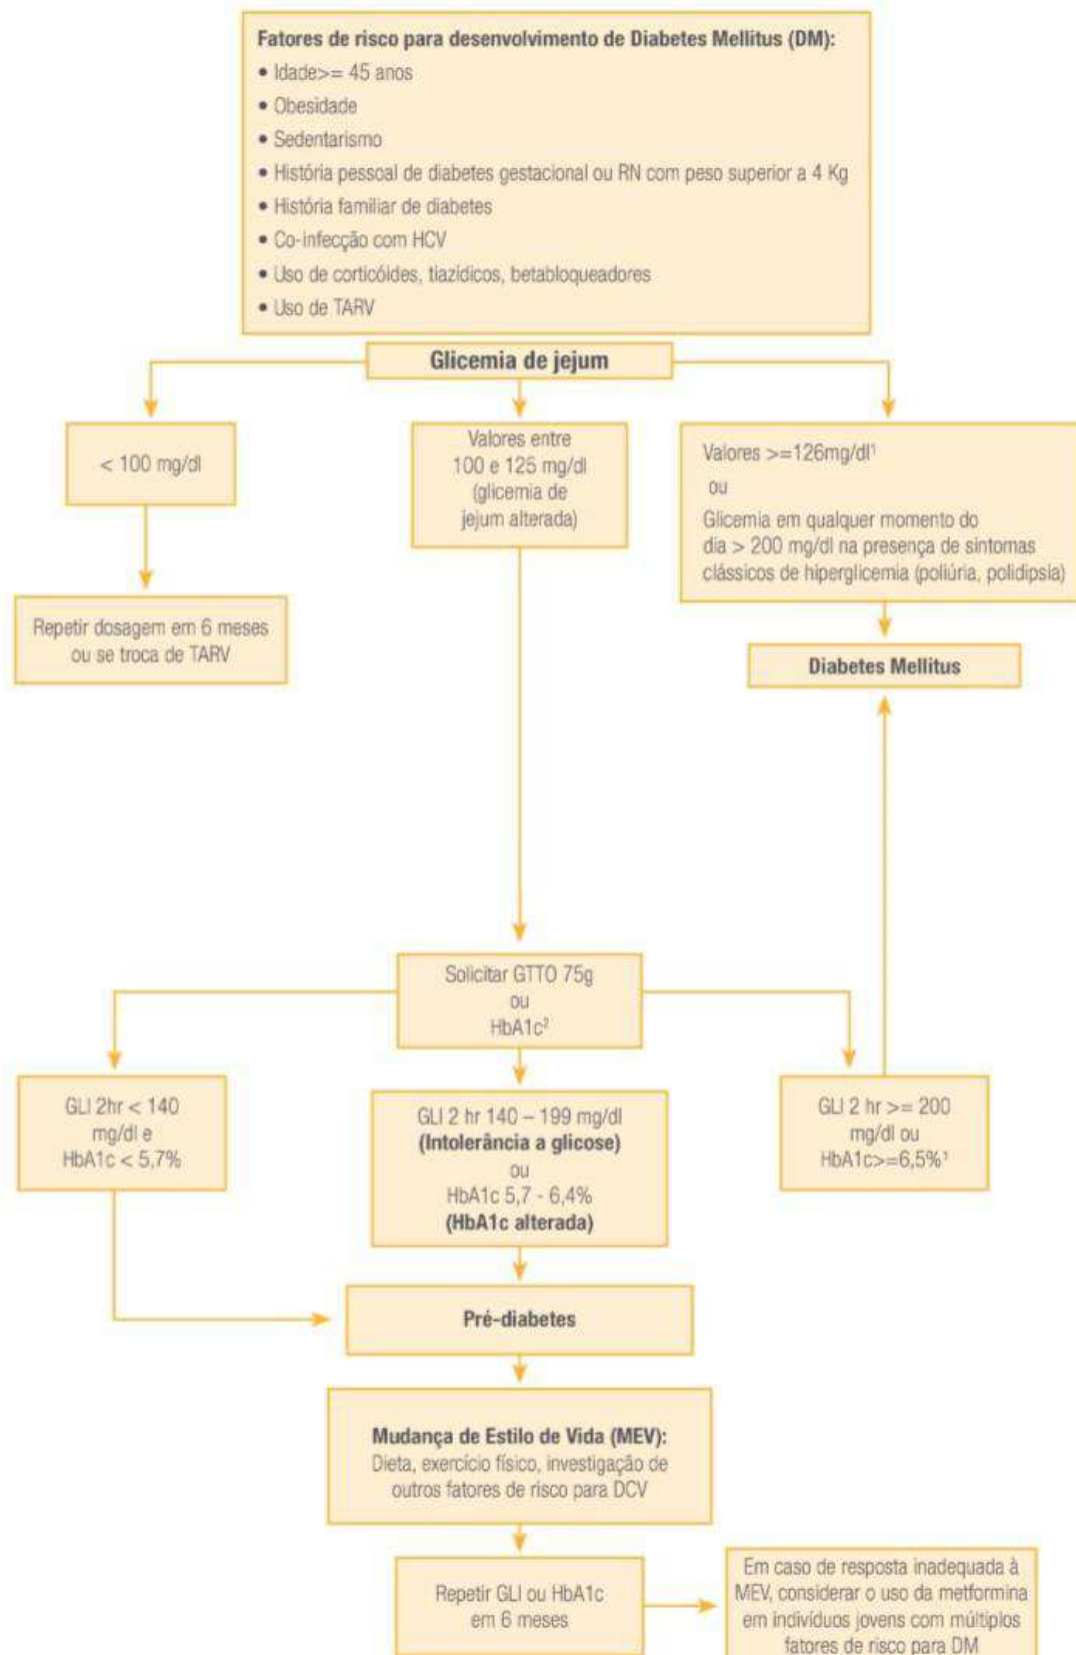 Fatores de risco para desenvolvimento de Diabetes Mellitus (DM):
• Idade>= 45 anos
• Obesidade
• Sedentarismo
• História pessoal de diabetes gestacional ou RN com peso superior a 4 Kg
• História familiar de diabetes
• Co-infecção com HCV
• Uso de corticóides, tiazídicos, betabloqueadores
• Uso de TARV
Glicemia de jejum
< 100 mg/dl
Repetir dosagem em 6 meses
ou se troca de TARV
Valores entre
100 e 125 mg/dl
(glicemia de
jejum alterada)
Valores >=126mg/dl¹
ou
Glicemia em qualquer momento do
dia > 200 mg/dl na presença de sintomas
clássicos de hiperglicemia (poliúria, polidipsia)
Diabetes Mellitus
Solicitar GTTO 75g
ou
HbA1c²
GLI 2hr < 140
mg/dl e
HbA1c < 5,7%
GLI 2 hr 140 – 199 mg/dl
(Intolerância a glicose)
ou
HbA1c 5,7 - 6,4%
(HbA1c alterada)
GLI 2 hr >= 200
mg/dl ou
HbA1c>=6,5%¹
Pré-diabetes
Mudança de Estilo de Vida (MEV):
Dieta, exercício físico, investigação de
outros fatores de risco para DCV
Repetir GLI ou HbA1c
em 6 meses
Em caso de resposta inadequada à
MEV, considerar o uso da metformina
em indivíduos jovens com múltiplos
fatores de risco para DM